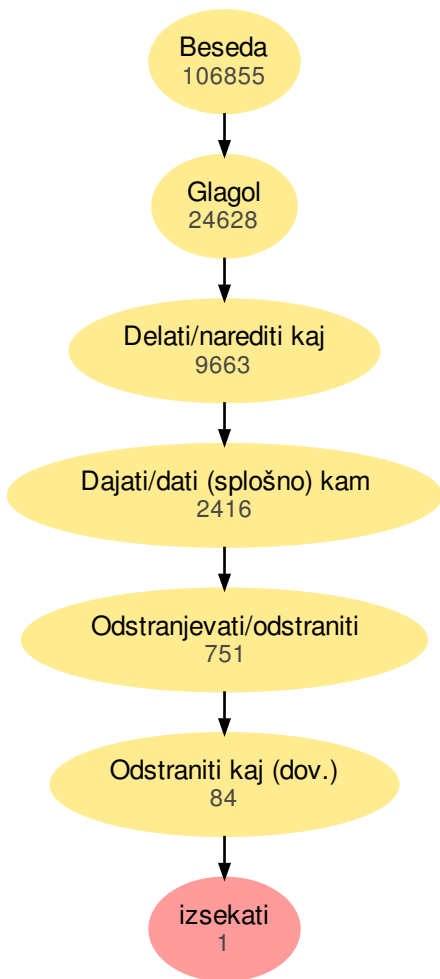 Beseda
106855
Glagol
24628
Delati/narediti kaj
9663
Dajati/dati (splošno) kam
2416
Odstranjevati/odstraniti
751
Odstraniti kaj (dov.)
84
izsekati
1